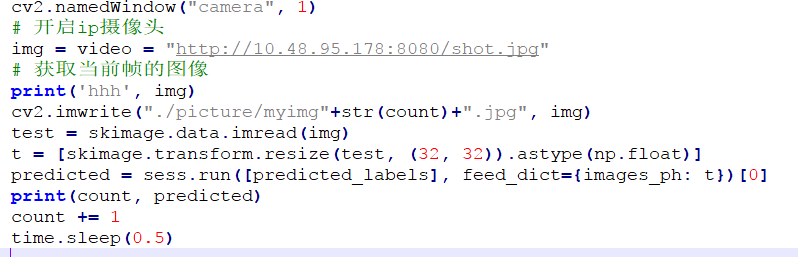 cv2.namedWindow("camera", 1)
# 开启ip摄像头
img = video = "http://10.48.95.178:8080/shot.jpg"
# 获取当前帧的图像
print('hhh', img)
cv2.imwrite("./picture/myimg"+str(count)+".jpg", img)
test = skimage.data.imread(img)
t = [skimage.transform.resize(test, (32, 32)).astype(np.float)]
predicted = sess.run([predicted_labels], feed_dict={images_ph: t})[0]
print(count, predicted)
count += 1
time.sleep(0.5)